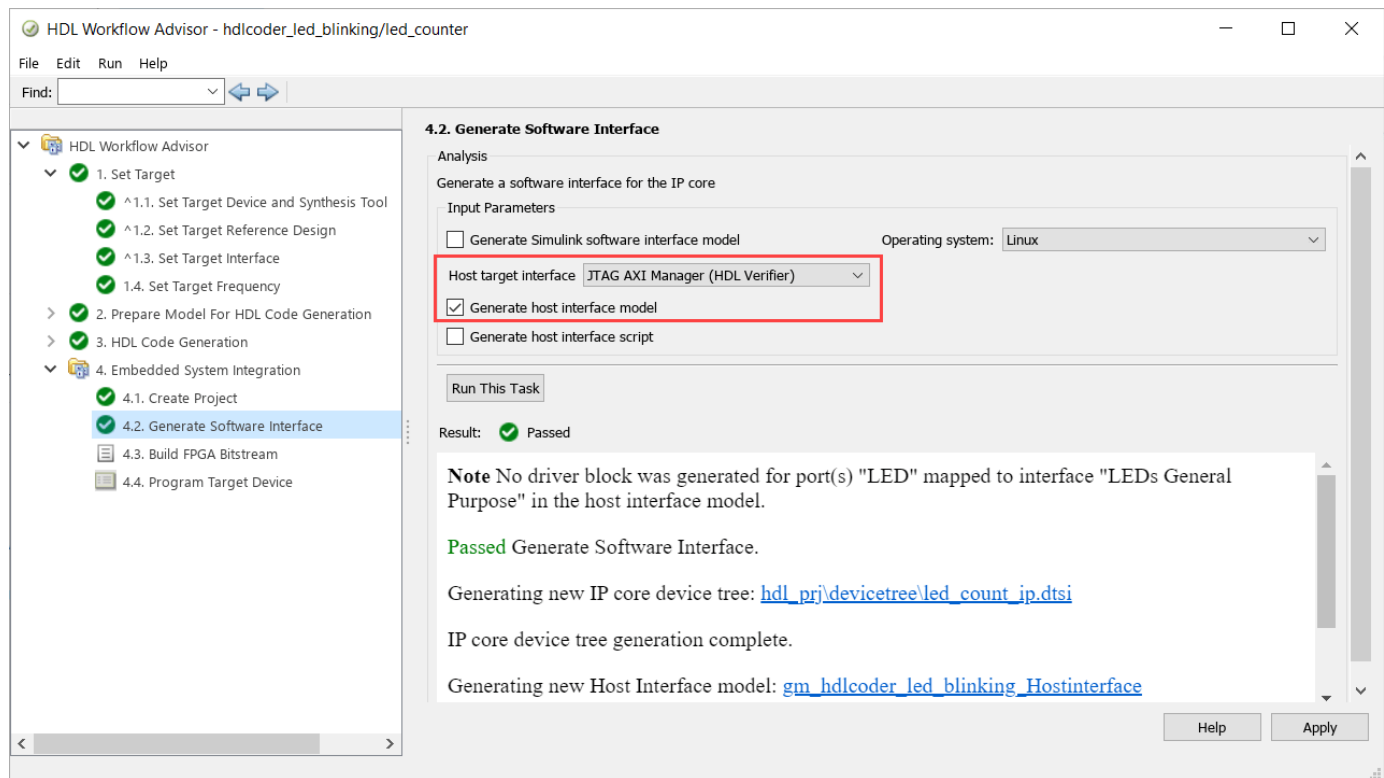 HDL Workflow Advisor - hdlcoder_led_blinking/led_counter
File Edit Run Help
Find:
HDL Workflow Advisor
1. Set Target
^1.1. Set Target Device and Synthesis Tool
^1.2. Set Target Reference Design
^1.3. Set Target Interface
1.4. Set Target Frequency
2. Prepare Model For HDL Code Generation
3. HDL Code Generation
4. Embedded System Integration
4.1. Create Project
4.2. Generate Software Interface
4.3. Build FPGA Bitstream
4.4. Program Target Device
4.2. Generate Software Interface
Analysis
Generate a software interface for the IP core
Input Parameters
Generate Simulink software interface model Operating system: Linux
Host target interface JTAG AXI Manager (HDL Verifier)
Generate host interface model
Generate host interface script
Run This Task
Result: Passed
Note No driver block was generated for port(s) "LED" mapped to interface "LEDs General
Purpose" in the host interface model.
Passed Generate Software Interface.
Generating new IP core device tree: hdl_prj\devicetree\led_count_ip.dtsi
IP core device tree generation complete.
Generating new Host Interface model: gm_hdlcoder_led_blinking_Hostinterface
Help Apply